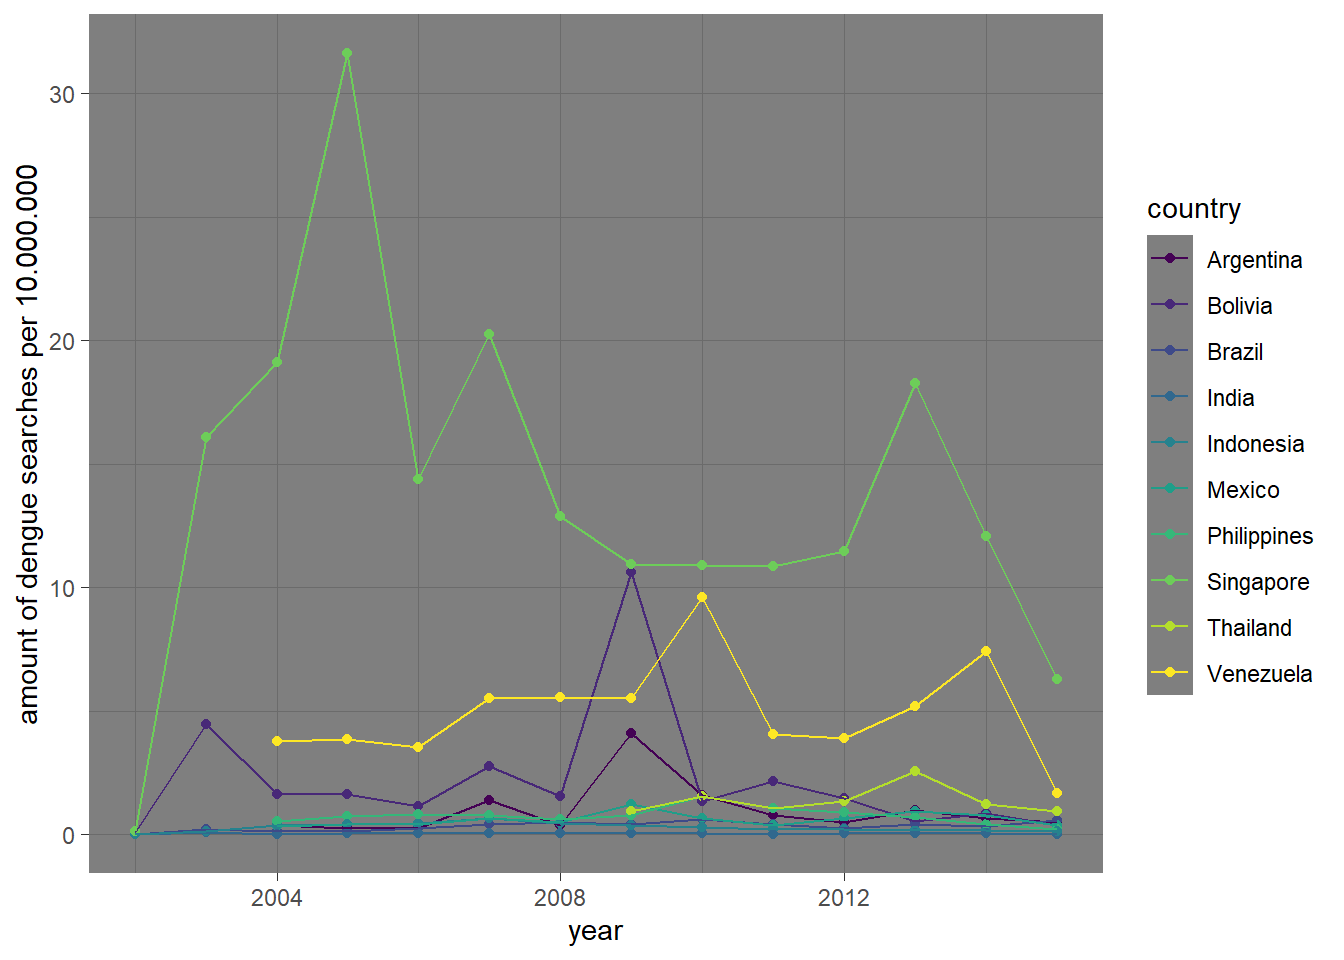 amount of dengue searches per 10.000.000
30
20
10
0
2004
2008
2012
year
country
Argentina
Bolivia
Brazil
India
Indonesia
Mexico
Philippines
Singapore
Thailand
Venezuela